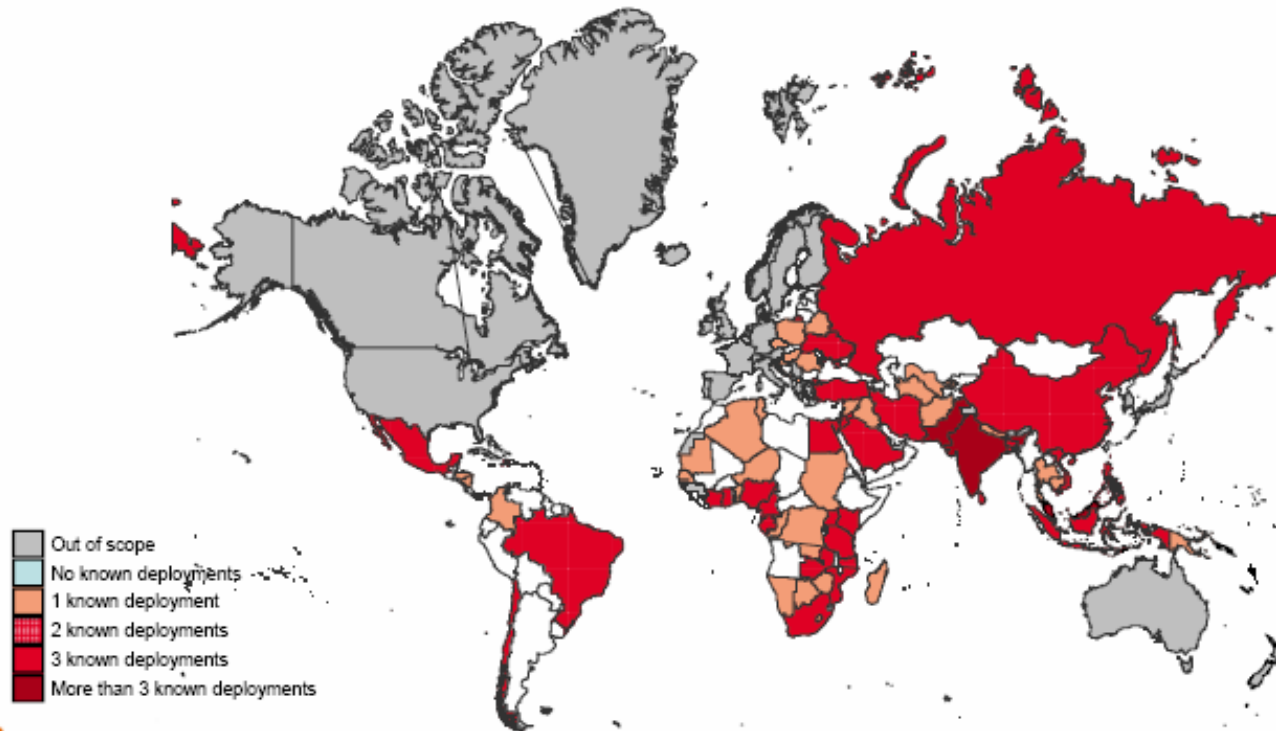 Out of scope
No known deployments
1 known deployment
2 known deployments
3 known deployments
More than 3 known deployments